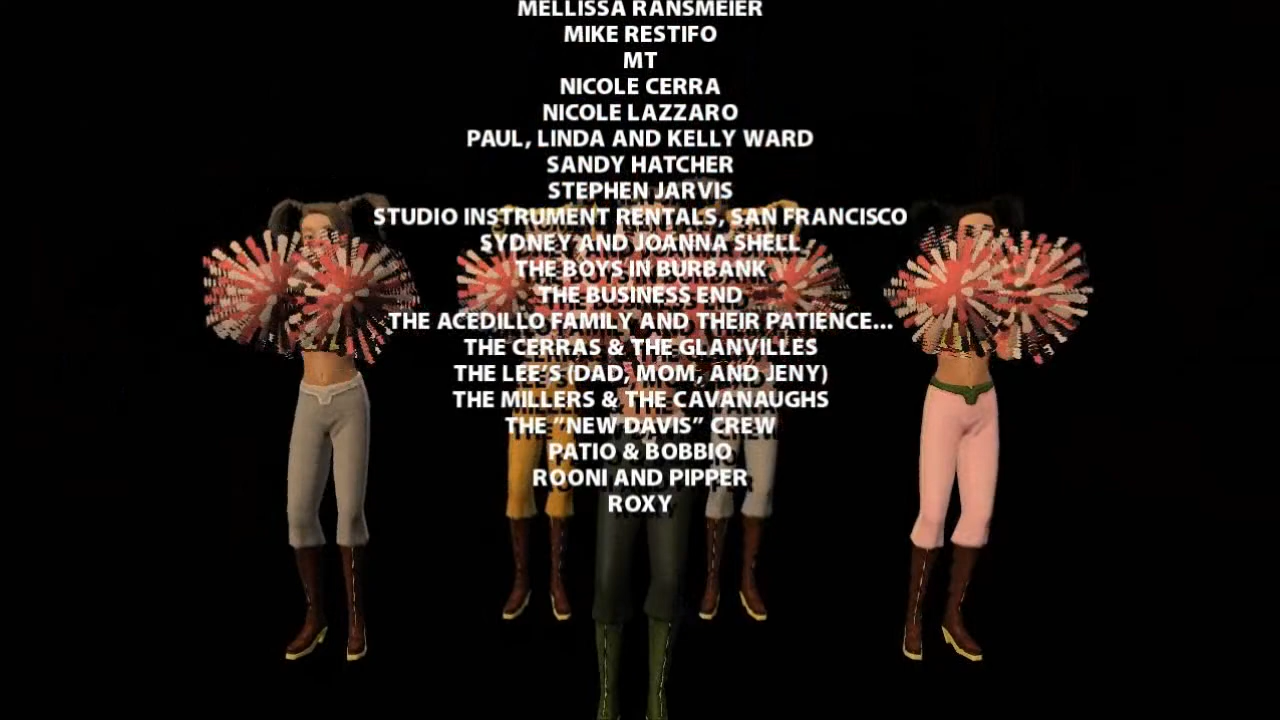 MELLISSA RANSMEIER
MIKE RESTIFO
MT
NICOLE CERRA
NICOLE LAZZARO
PAUL, LINDA AND KELLY WARD
SANDY HATCHER
STEPHEN JARVIS
STUDIO INSTRUMENT RENTALS, SAN FRANCISCO
SYDNEY AND JOANNA SHELL
THE BOYS IN BURBANK
THE BUSINESS END
THE ACEDILLO FAMILY AND THEIR PATIENCE...
THE CERRAS & THE GLANVILLES
THE LEE'S (DAD, MOM, AND JENY)
THE MILLERS & THE CAVANAUGHS
THE "NEW DAVIS" CREW
PATIO & BOBBIO
ROONI AND PIPPER
ROXY